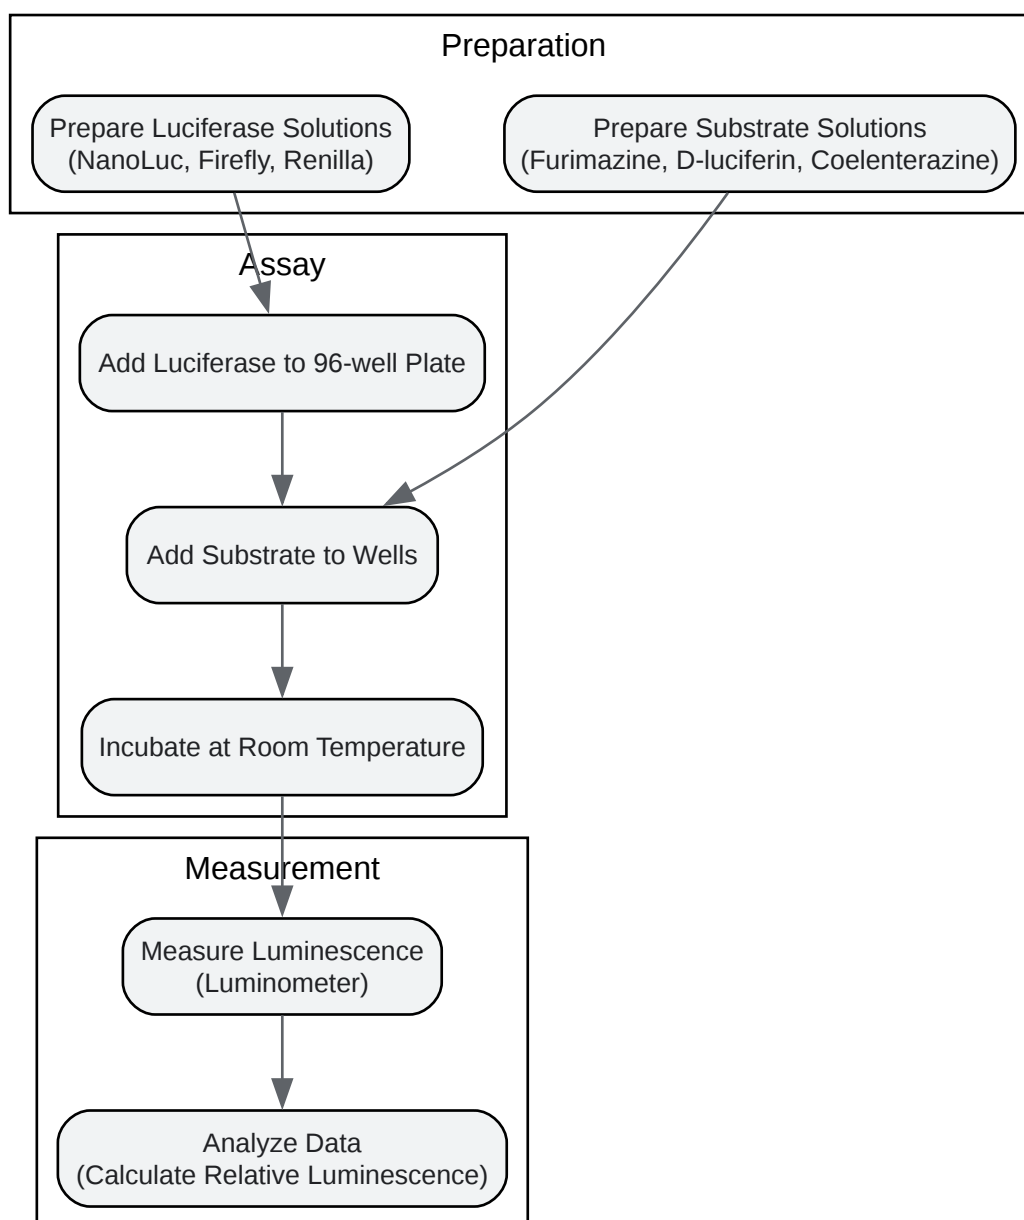 Preparation
Prepare Luciferase Solutions
(NanoLuc, Firefly, Renilla)
Prepare Substrate Solutions
(Furimazine, D-luciferin, Coelenterazine)
Assay
Add Luciferase to 96-well Plate
Add Substrate to Wells
Incubate at Room Temperature
Measurement
Measure Luminescence
(Luminometer)
Analyze Data
(Calculate Relative Luminescence)